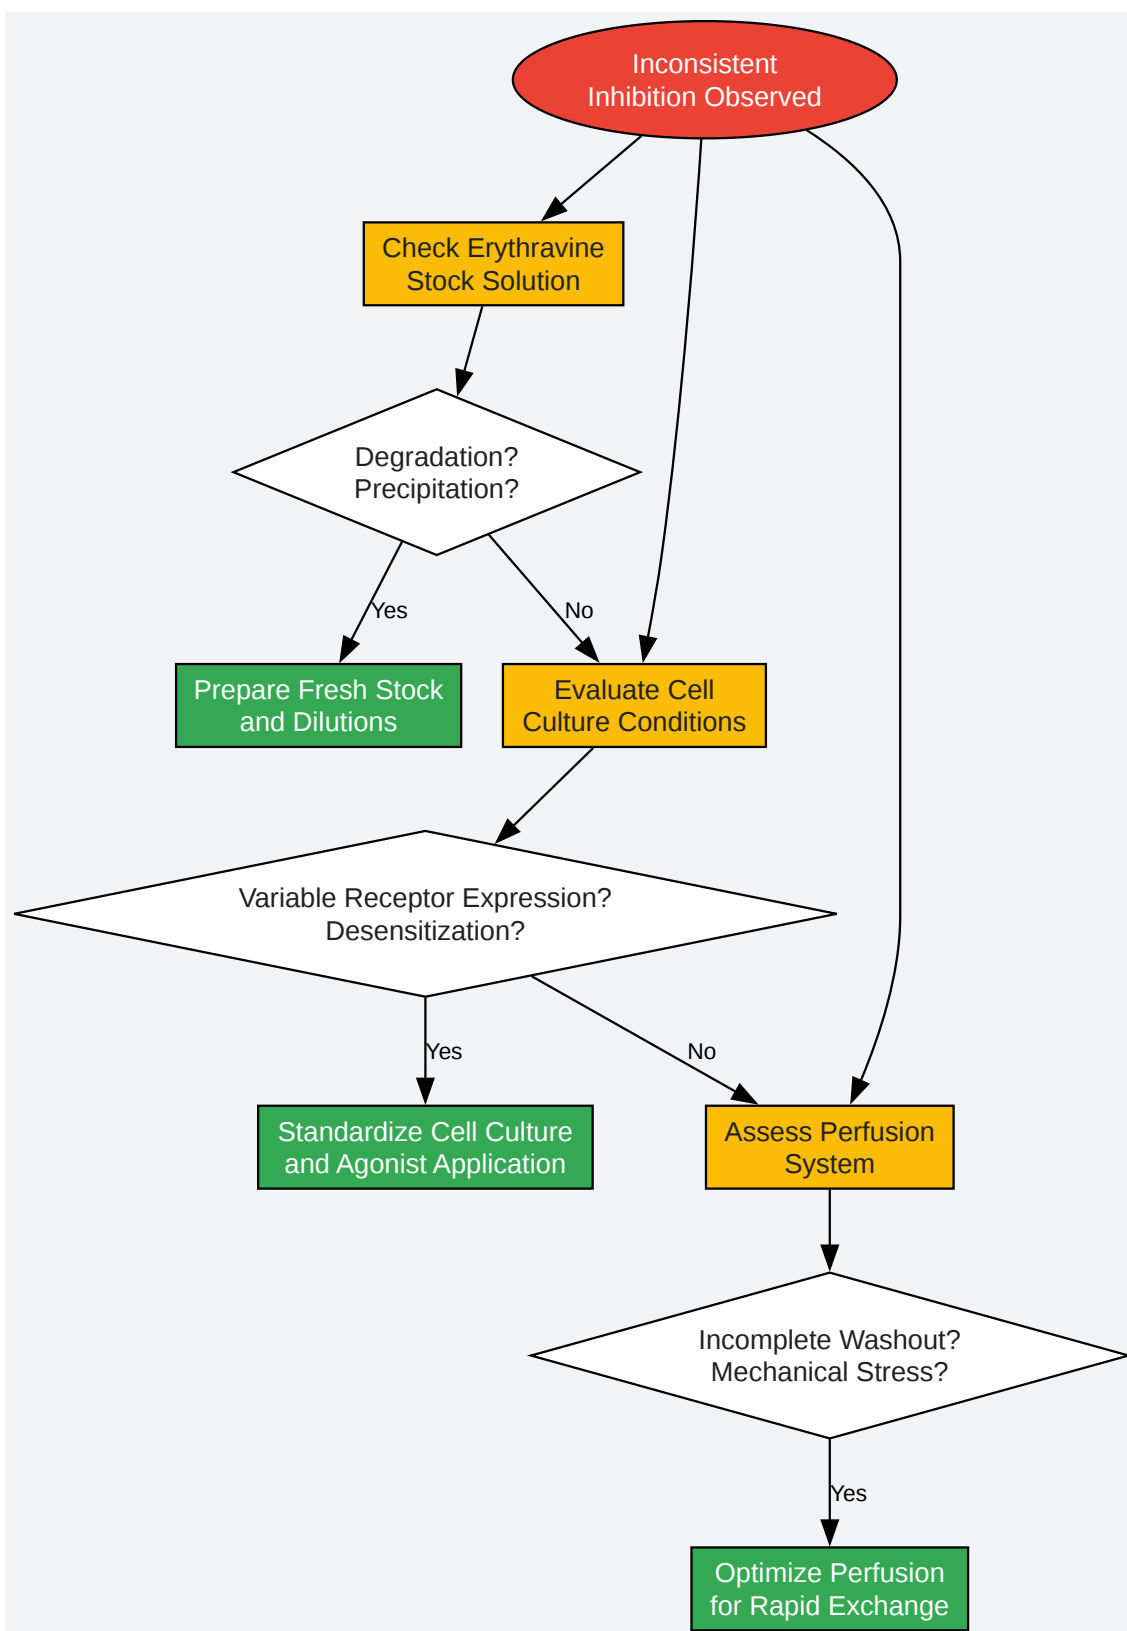 Inconsistent
Inhibition Observed
Check Erythravine
Stock Solution
Degradation?
Precipitation?
Yes
No
Prepare Fresh Stock
and Dilutions
Evaluate Cell
Culture Conditions
Variable Receptor Expression?
Desensitization?
Yes
No
Standardize Cell Culture
and Agonist Application
Assess Perfusion
System
Incomplete Washout?
Mechanical Stress?
Yes
Optimize Perfusion
for Rapid Exchange